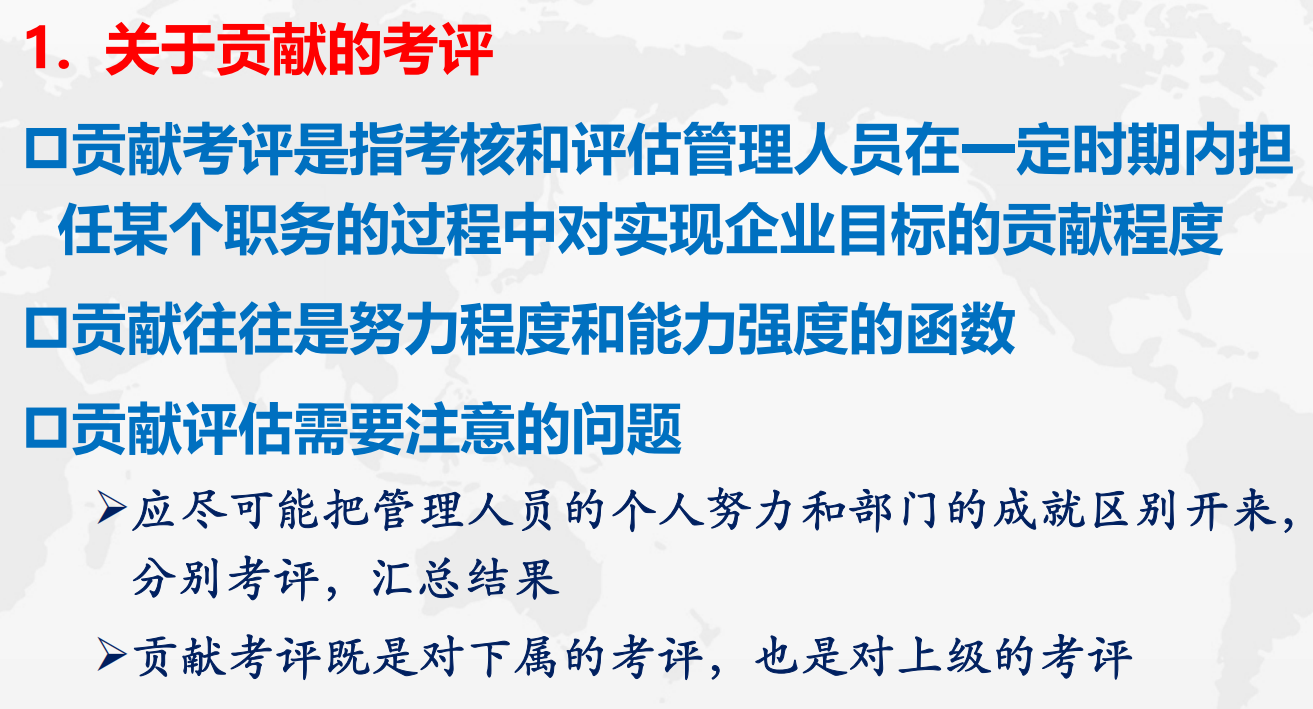 1. 关于贡献的考评
贡献考评是指考核和评估管理人员在一定时期内担
任某个职务的过程中对实现企业目标的贡献程度
贡献往往是努力程度和能力强度的函数
贡献评估需要注意的问题
应尽可能把管理人员的个人努力和部门的成就区别开来，
分别考评，汇总结果
贡献考评既是对下属的考评，也是对上级的考评